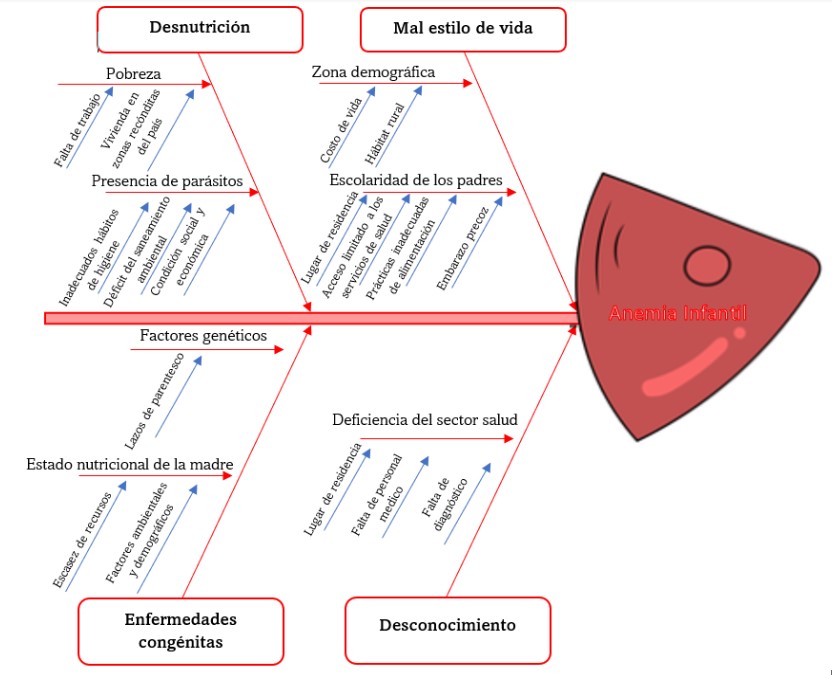 Desnutrición
Mal estilo de vida
Pobreza
Falta de trabajo
Vivienda en
zonas recónditas
del país
Zona demográfica
Costo de vida
Hábitat rural
Presencia de parásitos
Inadecuados hábitos
de higiene
Déficit del saneamiento
ambiental
Condición social y
económica
Escolaridad de los padres
Lugar de residencia
Acceso limitado a los
servicios de salud
Prácticas inadecuadas
de alimentación
Embarazo precoz
Anemia Infantil
Factores genéticos
Lazos de parentesco
Estado nutricional de la madre
Escasez de recursos
Factores ambientales
y demográficos
Deficiencia del sector salud
Lugar de residencia
Falta de personal
medico
Falta de
diagnóstico
Enfermedades
congénitas
Desconocimiento